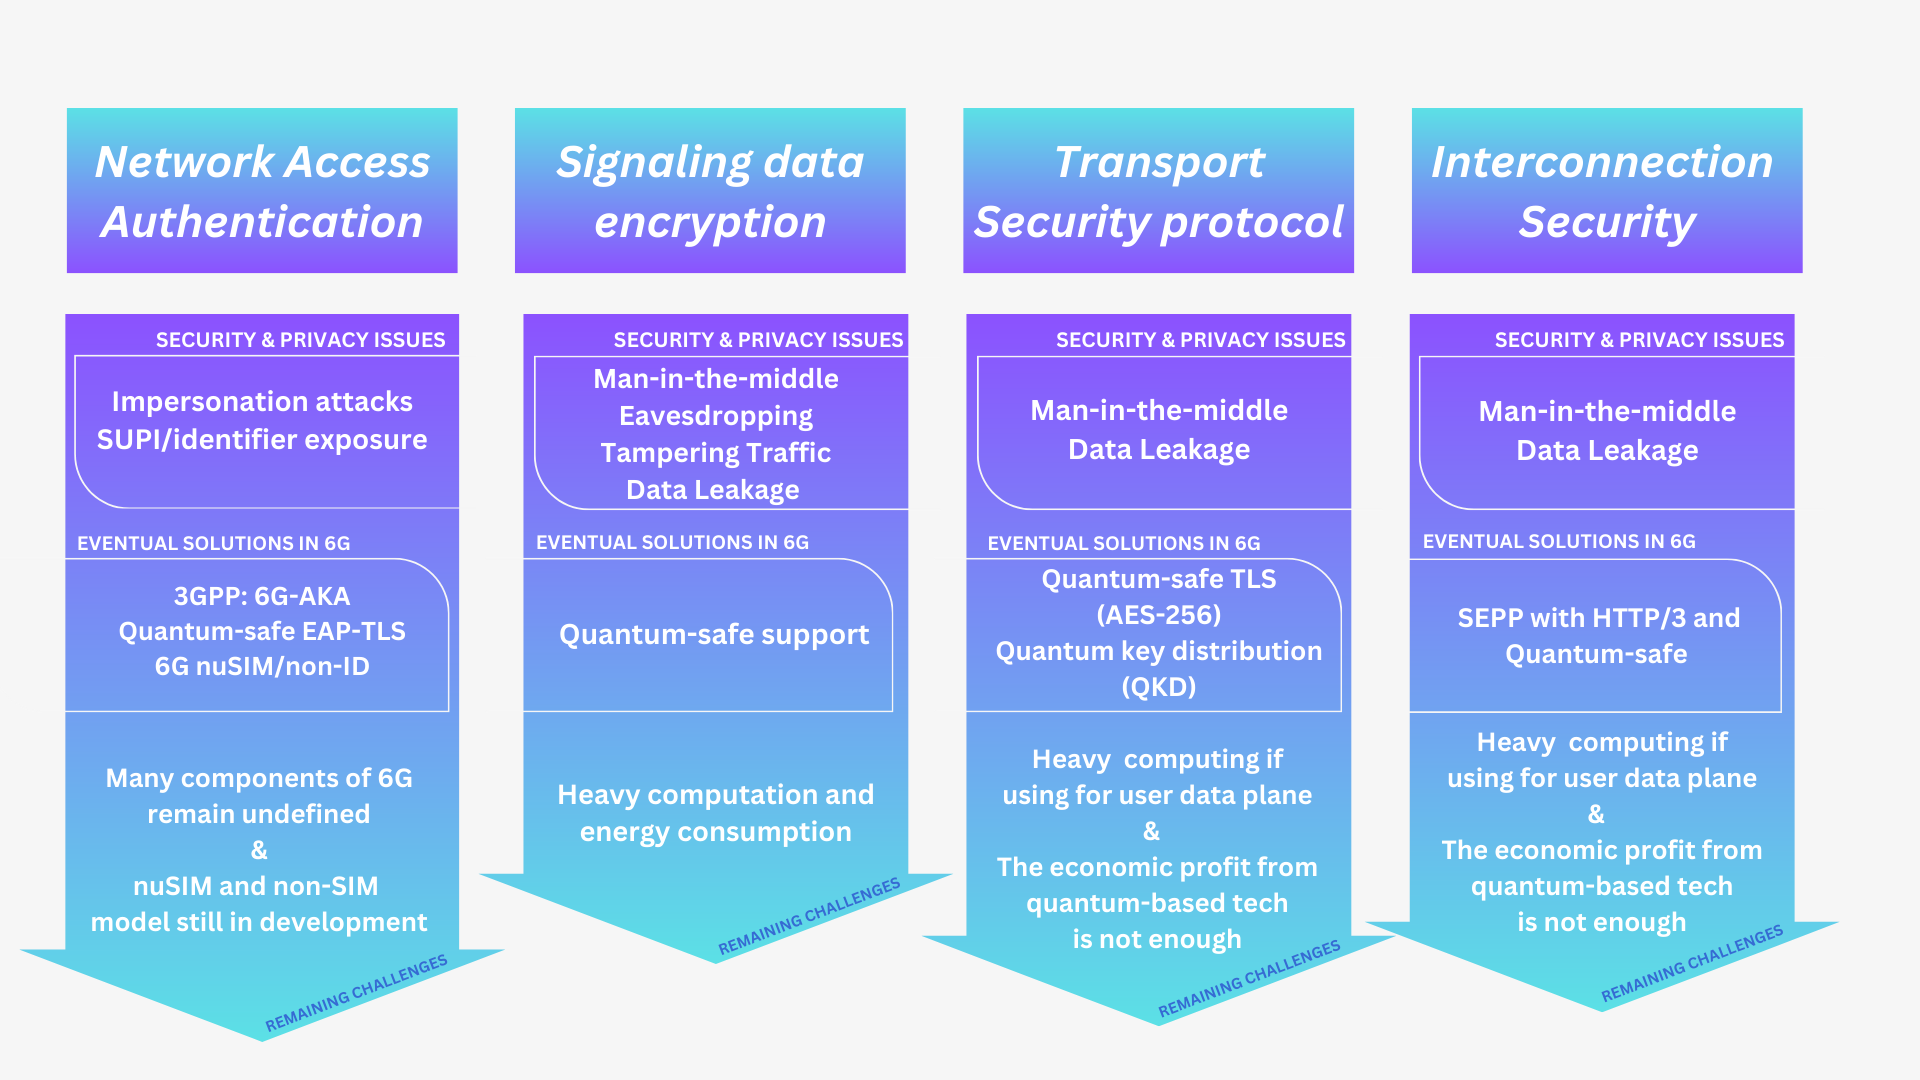 Network Access
Authentication
SECURITY & PRIVACY ISSUES
Impersonation attacks
SUPI/identifier exposure
EVENTUAL SOLUTIONS IN 6G
3GPP: 6G-AKA
Quantum-safe EAP-TLS
6G nuSIM/non-ID
Many components of 6G
remain undefined
&
nuSIM and non-SIM
model still in development
REMAINING CHALLENGES
Signaling data
encryption
SECURITY & PRIVACY ISSUES
Man-in-the-middle
Eavesdropping
Tampering Traffic
Data Leakage
EVENTUAL SOLUTIONS IN 6G
Quantum-safe support
Heavy computation and
energy consumption
REMAINING CHALLENGES
Transport
Security protocol
SECURITY & PRIVACY ISSUES
Man-in-the-middle
Data Leakage
EVENTUAL SOLUTIONS IN 6G
Quantum-safe TLS
(AES-256)
Quantum key distribution
(QKD)
Heavy  computing if
using for user data plane
&
The economic profit from
quantum-based tech
is not enough
REMAINING CHALLENGES
Interconnection
Security
SECURITY & PRIVACY ISSUES
Man-in-the-middle
Data Leakage
EVENTUAL SOLUTIONS IN 6G
SEPP with HTTP/3 and
Quantum-safe
Heavy  computing if
using for user data plane
&
The economic profit from
quantum-based tech
is not enough
REMAINING CHALLENGES